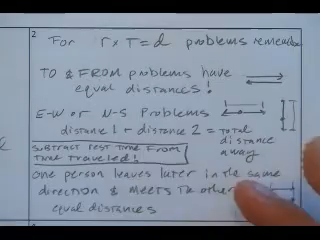 2.
For r x T = d problems remember
TO & FROM problems have
equal distances!
E-W or N-S Problems
distance 1 + distance 2 = total
distance
away
SUBTRACT REST TIME FROM
TIME TRAVELED!
One person leaves later in the same
direction & meets the other
equal distances